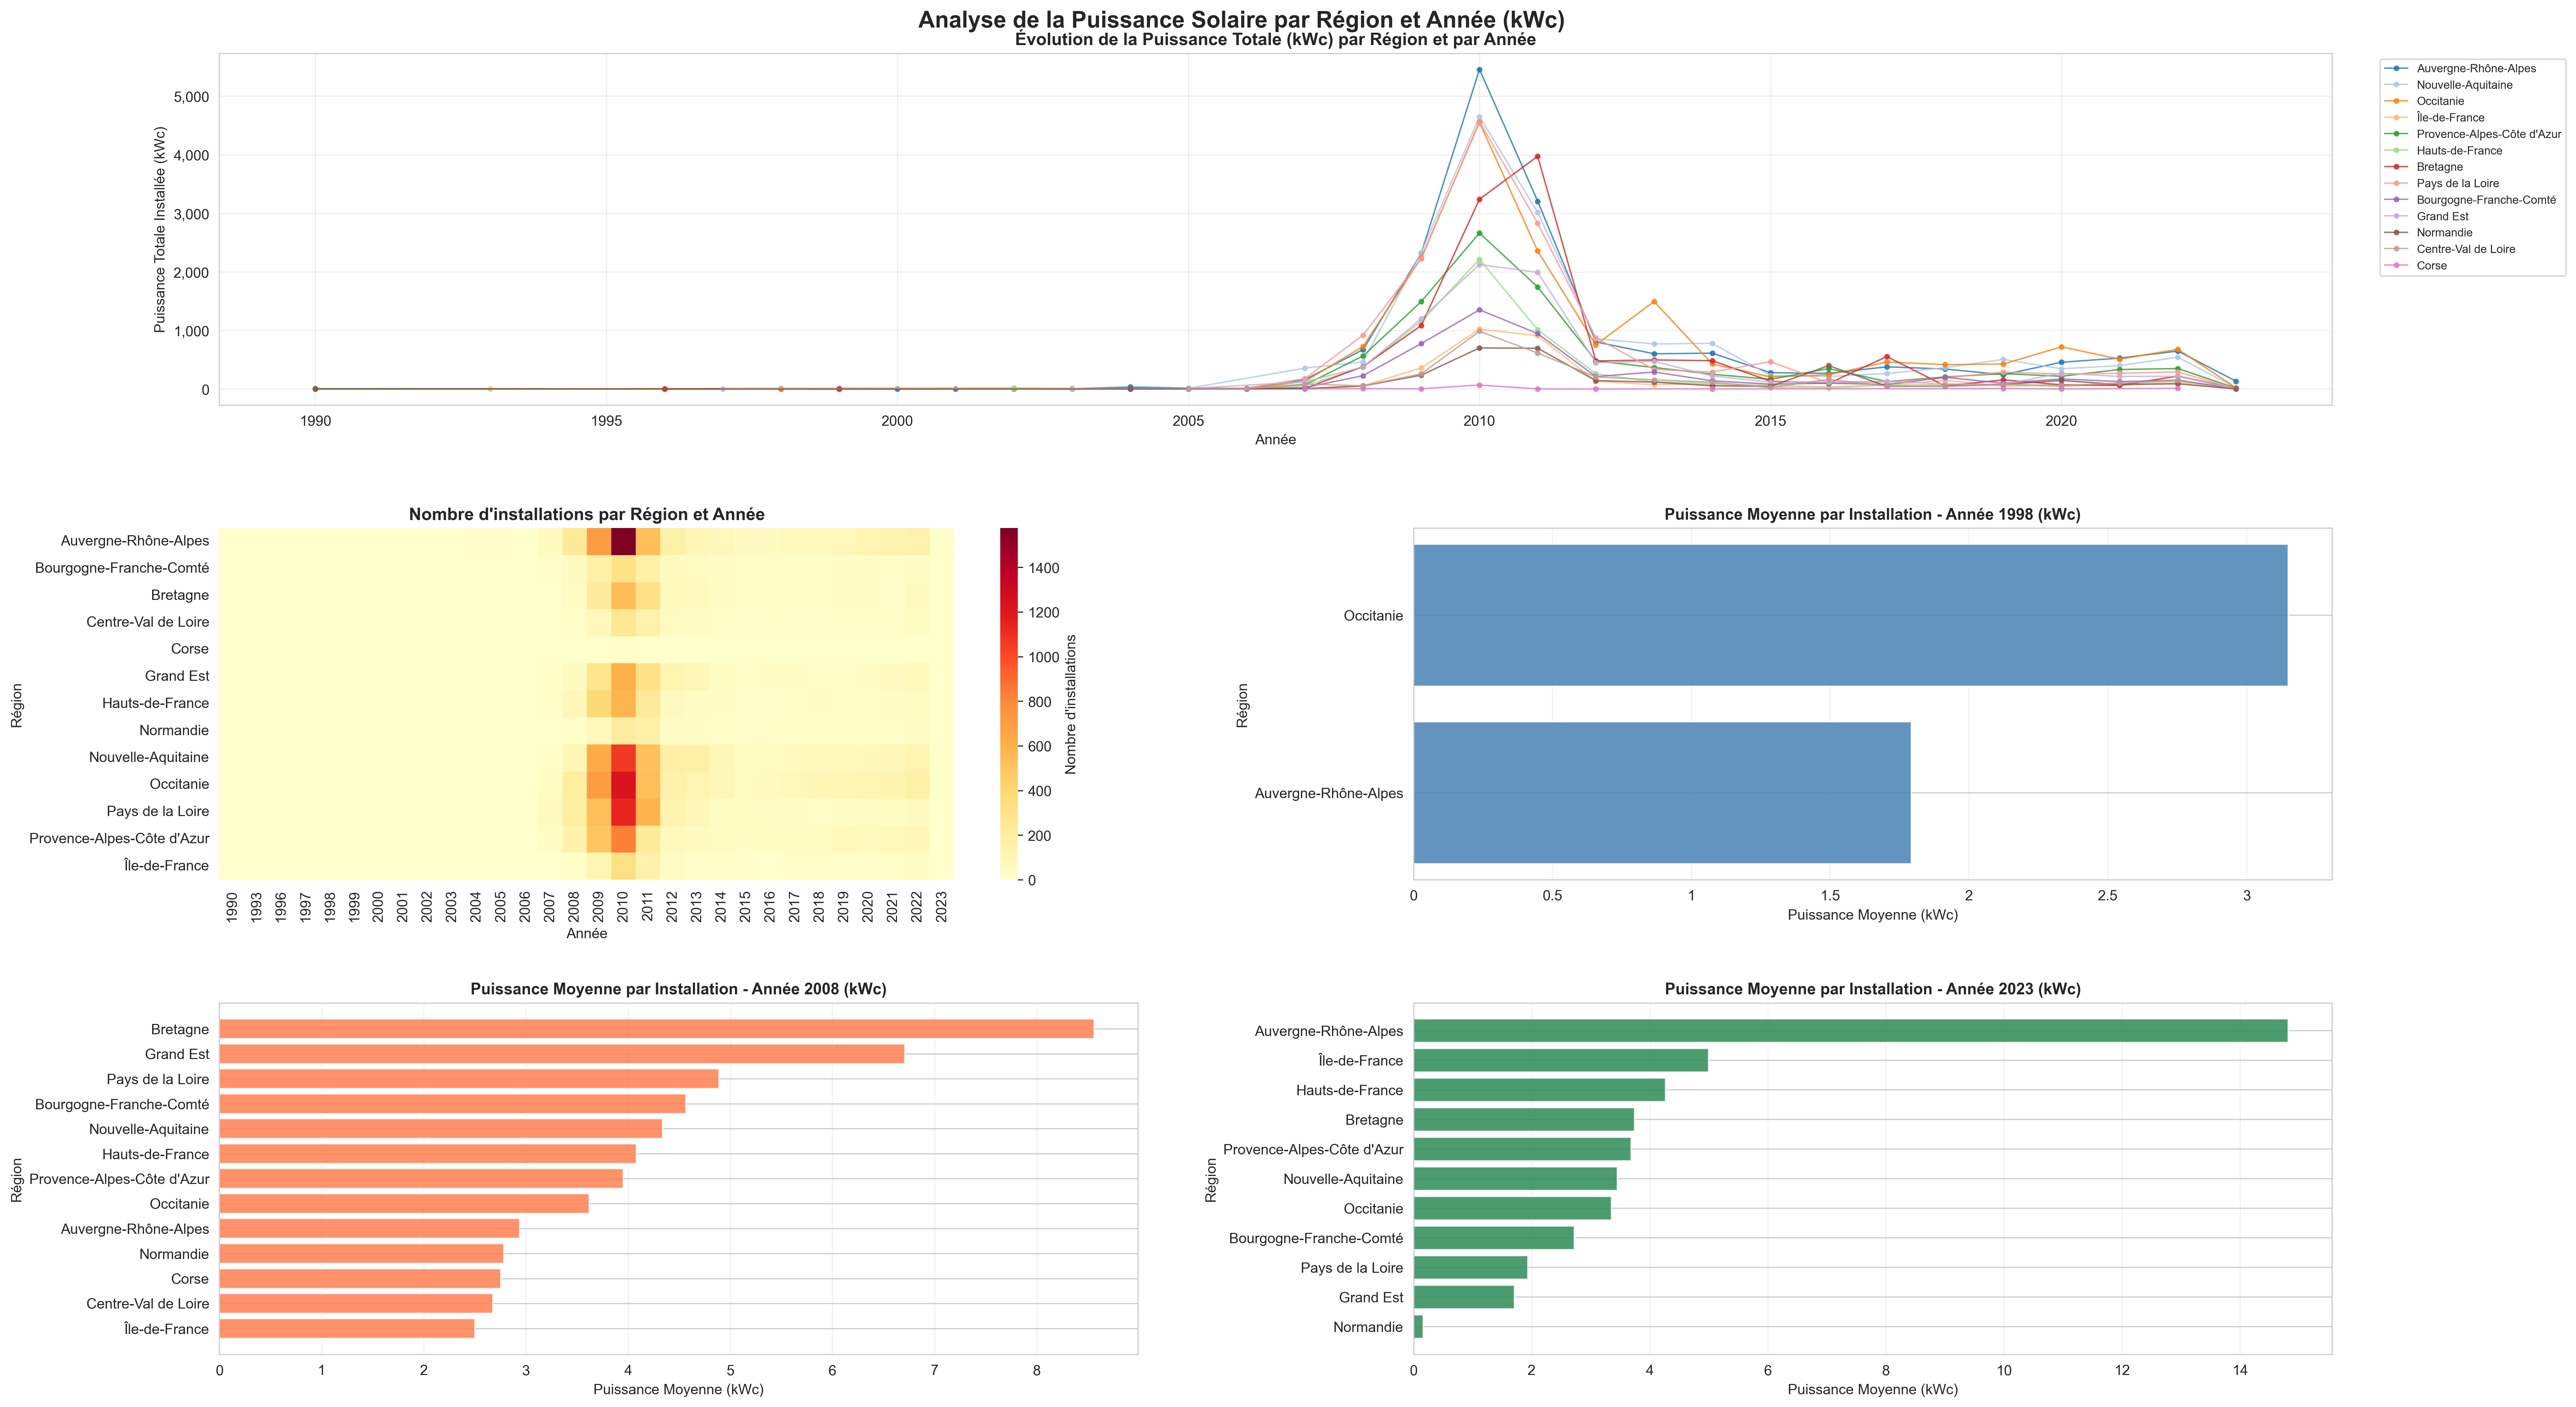 Analyse de la Puissance Solaire par Région et Année (kWc)
Évolution de la Puissance Totale (kWc) par Région et par Année
Puissance Totale Installée (kWc)
5,000
4,000
3,000
2,000
1,000
0
1990 1995 2000 2005 2010 2015 2020
Année
Auvergne-Rhône-Alpes
Nouvelle-Aquitaine
Occitanie
Île-de-France
Provence-Alpes-Côte d'Azur
Hauts-de-France
Bretagne
Pays de la Loire
Bourgogne-Franche-Comté
Grand Est
Normandie
Centre-Val de Loire
Corse
Nombre d'installations par Région et Année
Région
Auvergne-Rhône-Alpes
Bourgogne-Franche-Comté
Bretagne
Centre-Val de Loire
Corse
Grand Est
Hauts-de-France
Normandie
Nouvelle-Aquitaine
Occitanie
Pays de la Loire
Provence-Alpes-Côte d'Azur
Île-de-France
1990 1993 1996 1997 1998 1999 2000 2001 2002 2003 2004 2005 2006 2007 2008 2009 2010 2011 2012 2013 2014 2015 2016 2017 2018 2019 2020 2021 2022 2023
Année
1400
1200
1000
800
600
400
200
0
Nombre d'installations
Puissance Moyenne par Installation - Année 1998 (kWc)
Région
Occitanie
Auvergne-Rhône-Alpes
0 0.5 1 1.5 2 2.5 3
Puissance Moyenne (kWc)
Puissance Moyenne par Installation - Année 2008 (kWc)
Région
Bretagne
Grand Est
Pays de la Loire
Bourgogne-Franche-Comté
Nouvelle-Aquitaine
Hauts-de-France
Provence-Alpes-Côte d'Azur
Occitanie
Auvergne-Rhône-Alpes
Normandie
Corse
Centre-Val de Loire
Île-de-France
0 1 2 3 4 5 6 7 8
Puissance Moyenne (kWc)
Puissance Moyenne par Installation - Année 2023 (kWc)
Région
Auvergne-Rhône-Alpes
Île-de-France
Hauts-de-France
Bretagne
Provence-Alpes-Côte d'Azur
Nouvelle-Aquitaine
Occitanie
Bourgogne-Franche-Comté
Pays de la Loire
Grand Est
Normandie
0 2 4 6 8 10 12 14
Puissance Moyenne (kWc)